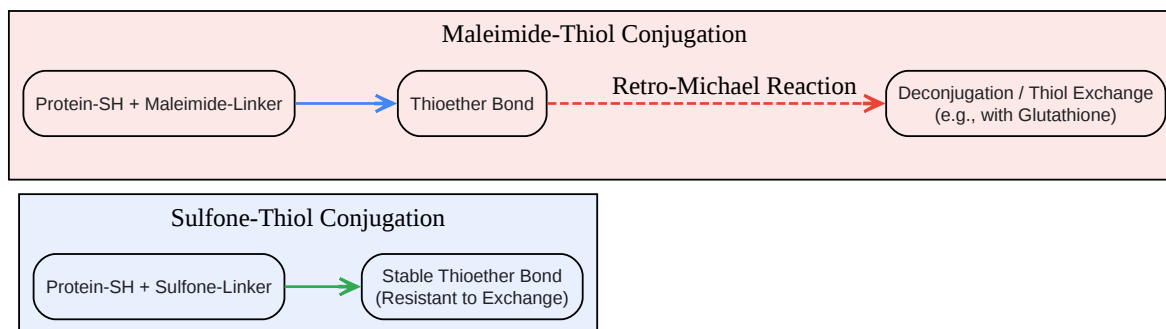 Maleimide-Thiol Conjugation
Protein-SH + Maleimide-Linker
Thioether Bond
Retro-Michael Reaction
Deconjugation / Thiol Exchange
(e.g., with Glutathione)
Sulfone-Thiol Conjugation
Protein-SH + Sulfone-Linker
Stable Thioether Bond
(Resistant to Exchange)